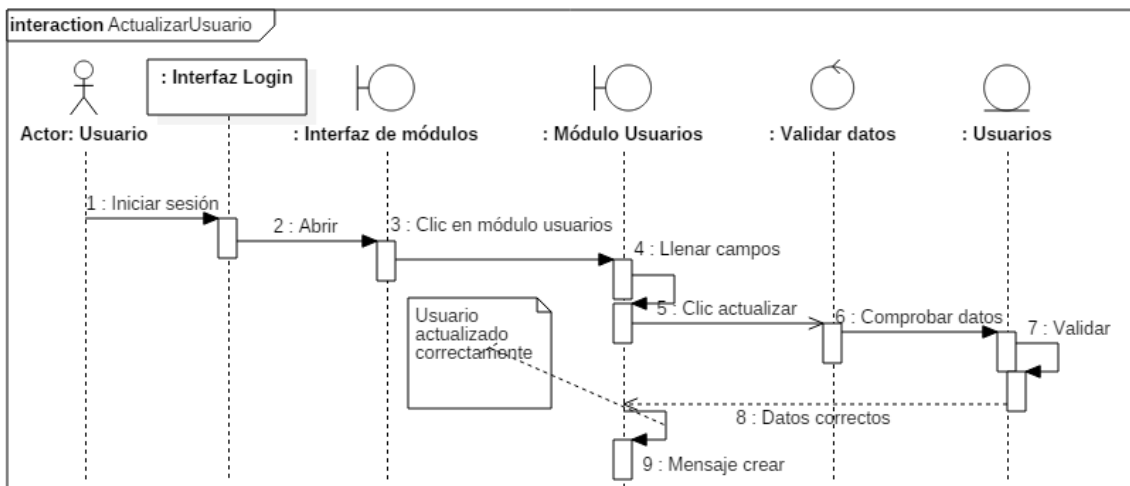 interaction ActualizarUsuario
: Interfaz Login
Actor: Usuario
: Interfaz de módulos
: Módulo Usuarios
: Validar datos
: Usuarios
1 : Iniciar sesión
2 : Abrir
3 : Clic en módulo usuarios
4 : Llenar campos
5 : Clic actualizar
6 : Comprobar datos
7 : Validar
Usuario
actualizado
correctamente
8 : Datos correctos
9 : Mensaje crear